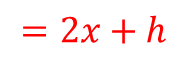 = 2x + h